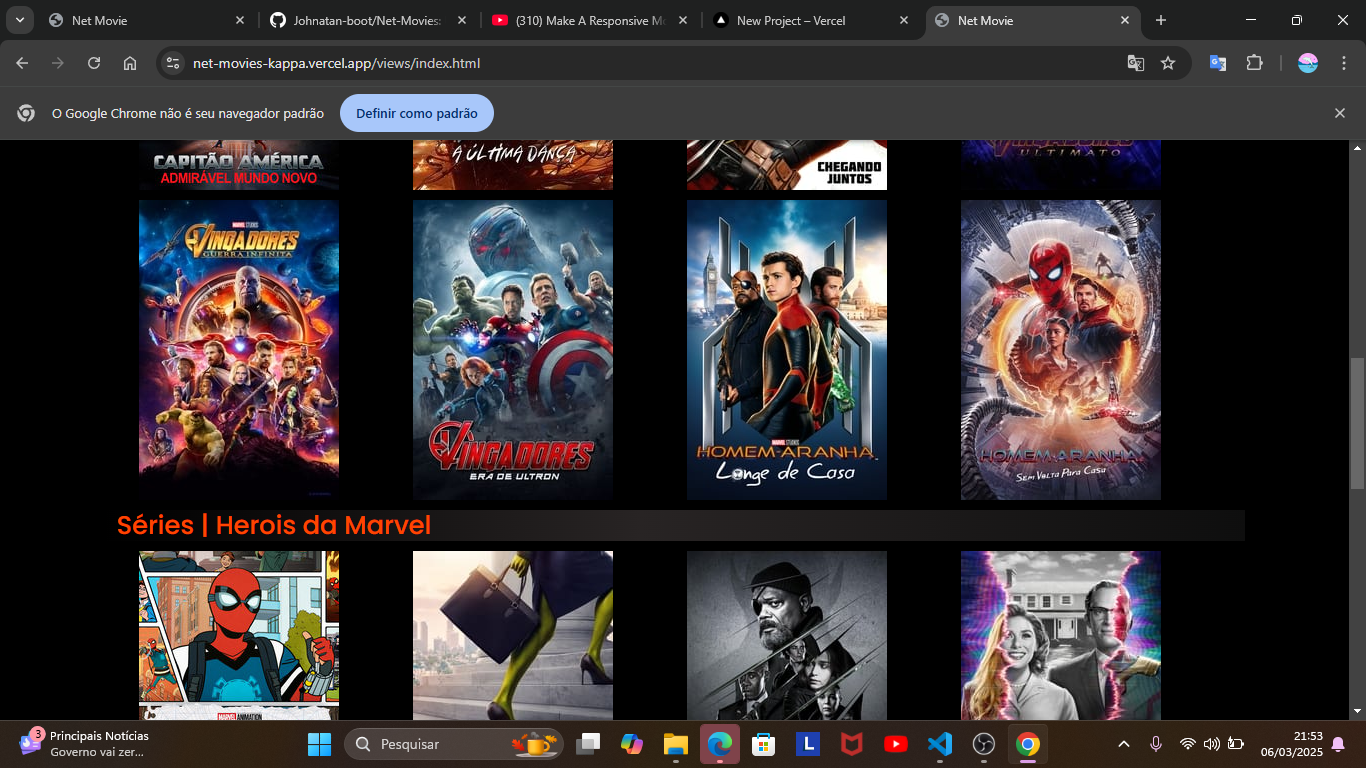 Net Movie
Johnatan-boot/Net-Movies:
(310) Make A Responsive Mo
New Project – Vercel
Net Movie
net-movies-kappa.vercel.app/views/index.html
O Google Chrome não é seu navegador padrão
Definir como padrão
CAPITÃO AMÉRICA
ADMIRÁVEL MUNDO NOVO
A ÚLTIMA DANÇA
CHEGANDO
JUNTOS
VINGADORES
ULTIMATO
MARVEL STUDIOS
VINGADORES
GUERRA INFINITA
VINGADORES
ERA DE ULTRON
MARVEL STUDIOS
HOMEM-ARANHA
Longe de Casa
HOMEM-ARANHA
SEM VOLTA PARA CASA
Séries | Herois da Marvel
MARVEL ANIMATION
3
Principais Notícias
Governo vai zer...
Pesquisar
L
21:53
06/03/2025